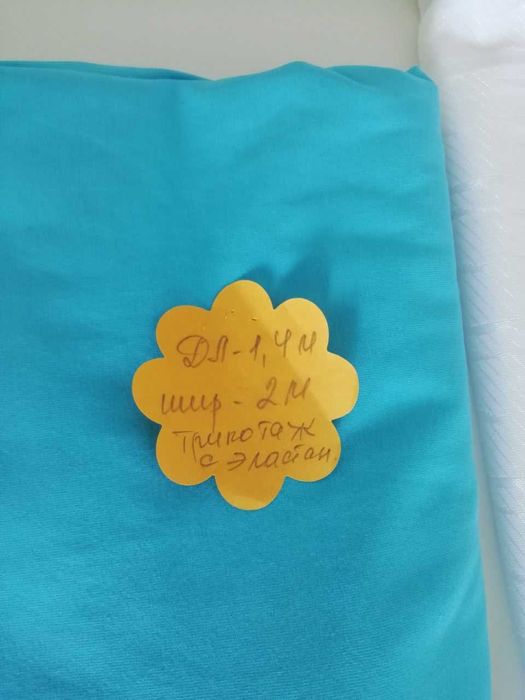 Дл-1,4м
шир-2м
Трикотаж
с эластан.